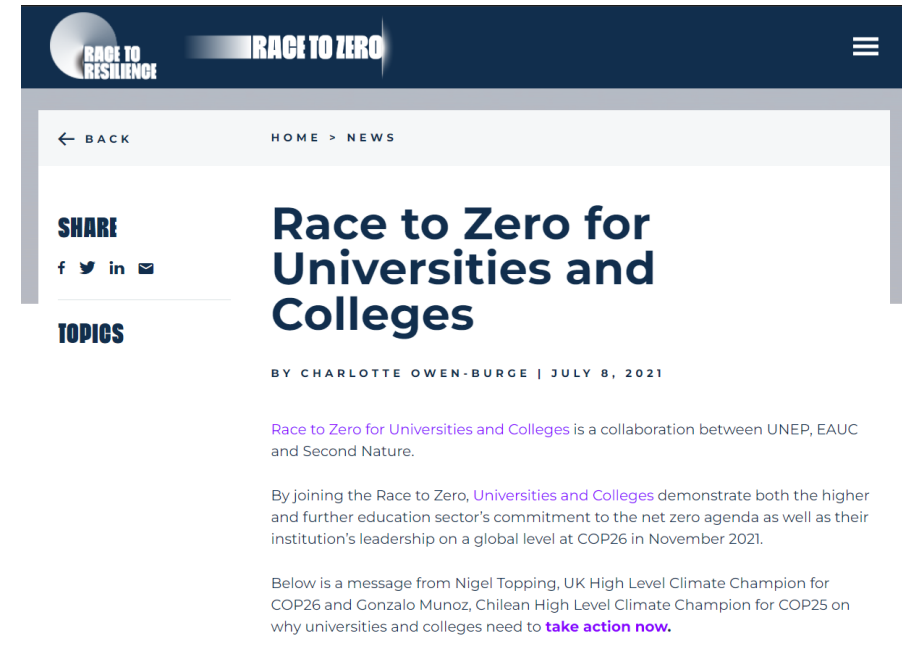 RACE TO
RESILIENCE
RACE TO ZERO
BACK
HOME > NEWS
SHARE
TOPICS
Race to Zero for
Universities and
Colleges
BY CHARLOTTE OWEN-BURGE | JULY 8, 2021
Race to Zero for Universities and Colleges is a collaboration between UNEP, EAUC
and Second Nature.
By joining the Race to Zero, Universities and Colleges demonstrate both the higher
and further education sector’s commitment to the net zero agenda as well as their
institution’s leadership on a global level at COP26 in November 2021.
Below is a message from Nigel Topping, UK High Level Climate Champion for
COP26 and Gonzalo Munoz, Chilean High Level Climate Champion for COP25 on
why universities and colleges need to take action now.